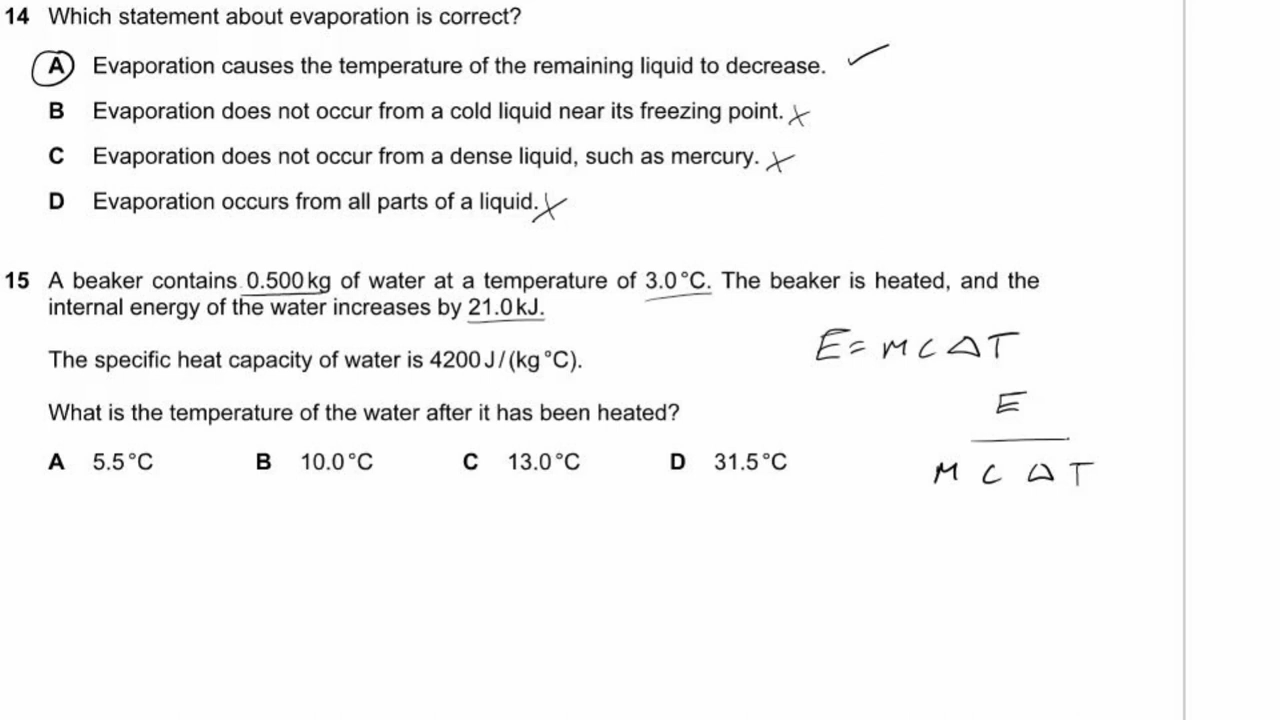 14 Which statement about evaporation is correct?
A Evaporation causes the temperature of the remaining liquid to decrease.
B Evaporation does not occur from a cold liquid near its freezing point.
C Evaporation does not occur from a dense liquid, such as mercury.
D Evaporation occurs from all parts of a liquid.
15 A beaker contains 0.500 kg of water at a temperature of 3.0 °C. The beaker is heated, and the
internal energy of the water increases by 21.0 kJ.
E = M C Δ T
The specific heat capacity of water is 4200 J / (kg °C).
E
What is the temperature of the water after it has been heated?
A 5.5 °C B 10.0 °C C 13.0 °C D 31.5 °C
M C Δ T